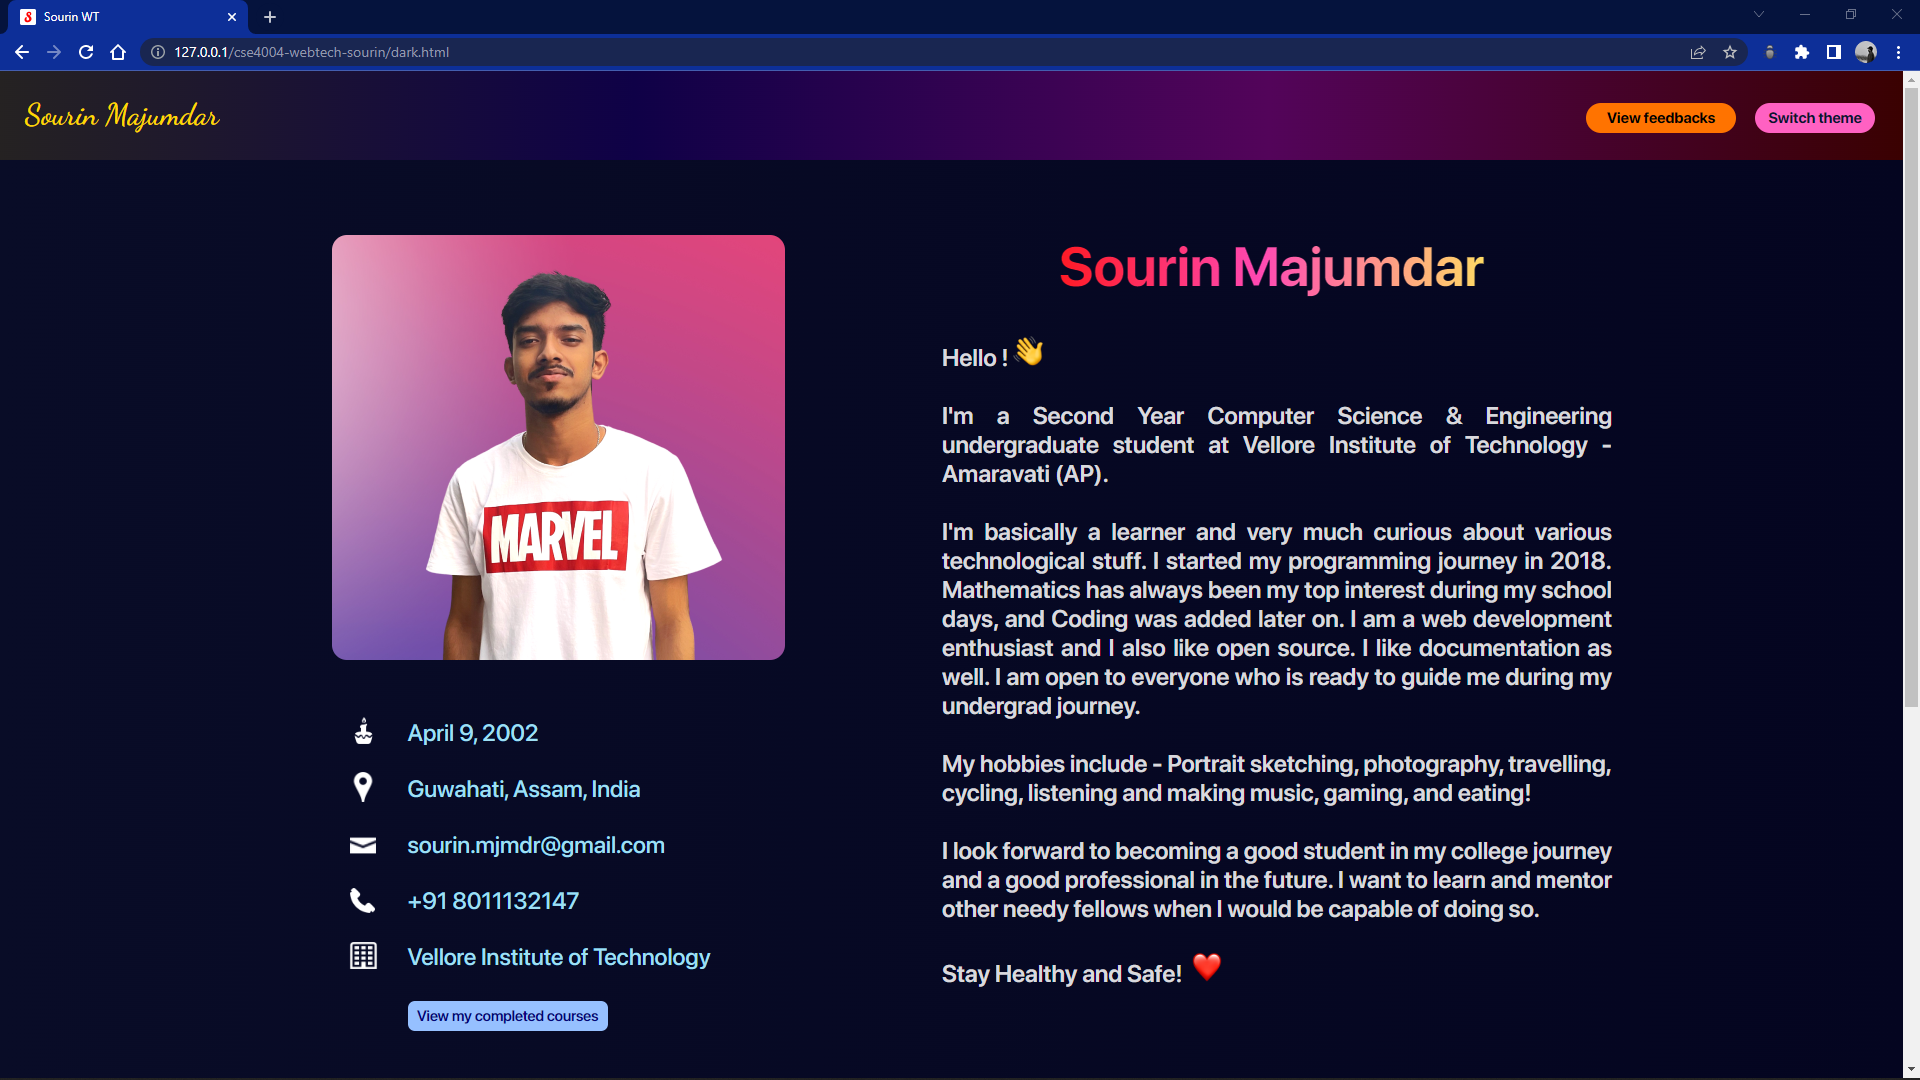 Sourin WT
127.0.0.1/cse4004-webtech-sourin/dark.html
Sourin Majumdar
View feedbacks
Switch theme
MARVEL
April 9, 2002
Guwahati, Assam, India
sourin.mjmdr@gmail.com
+91 8011132147
Vellore Institute of Technology
View my completed courses
Sourin Majumdar
Hello ! 👋
I'm a Second Year Computer Science & Engineering
undergraduate student at Vellore Institute of Technology -
Amaravati (AP).
I'm basically a learner and very much curious about various
technological stuff. I started my programming journey in 2018.
Mathematics has always been my top interest during my school
days, and Coding was added later on. I am a web development
enthusiast and I also like open source. I like documentation as
well. I am open to everyone who is ready to guide me during my
undergrad journey.
My hobbies include - Portrait sketching, photography, travelling,
cycling, listening and making music, gaming, and eating!
I look forward to becoming a good student in my college journey
and a good professional in the future. I want to learn and mentor
other needy fellows when I would be capable of doing so.
Stay Healthy and Safe! ❤️